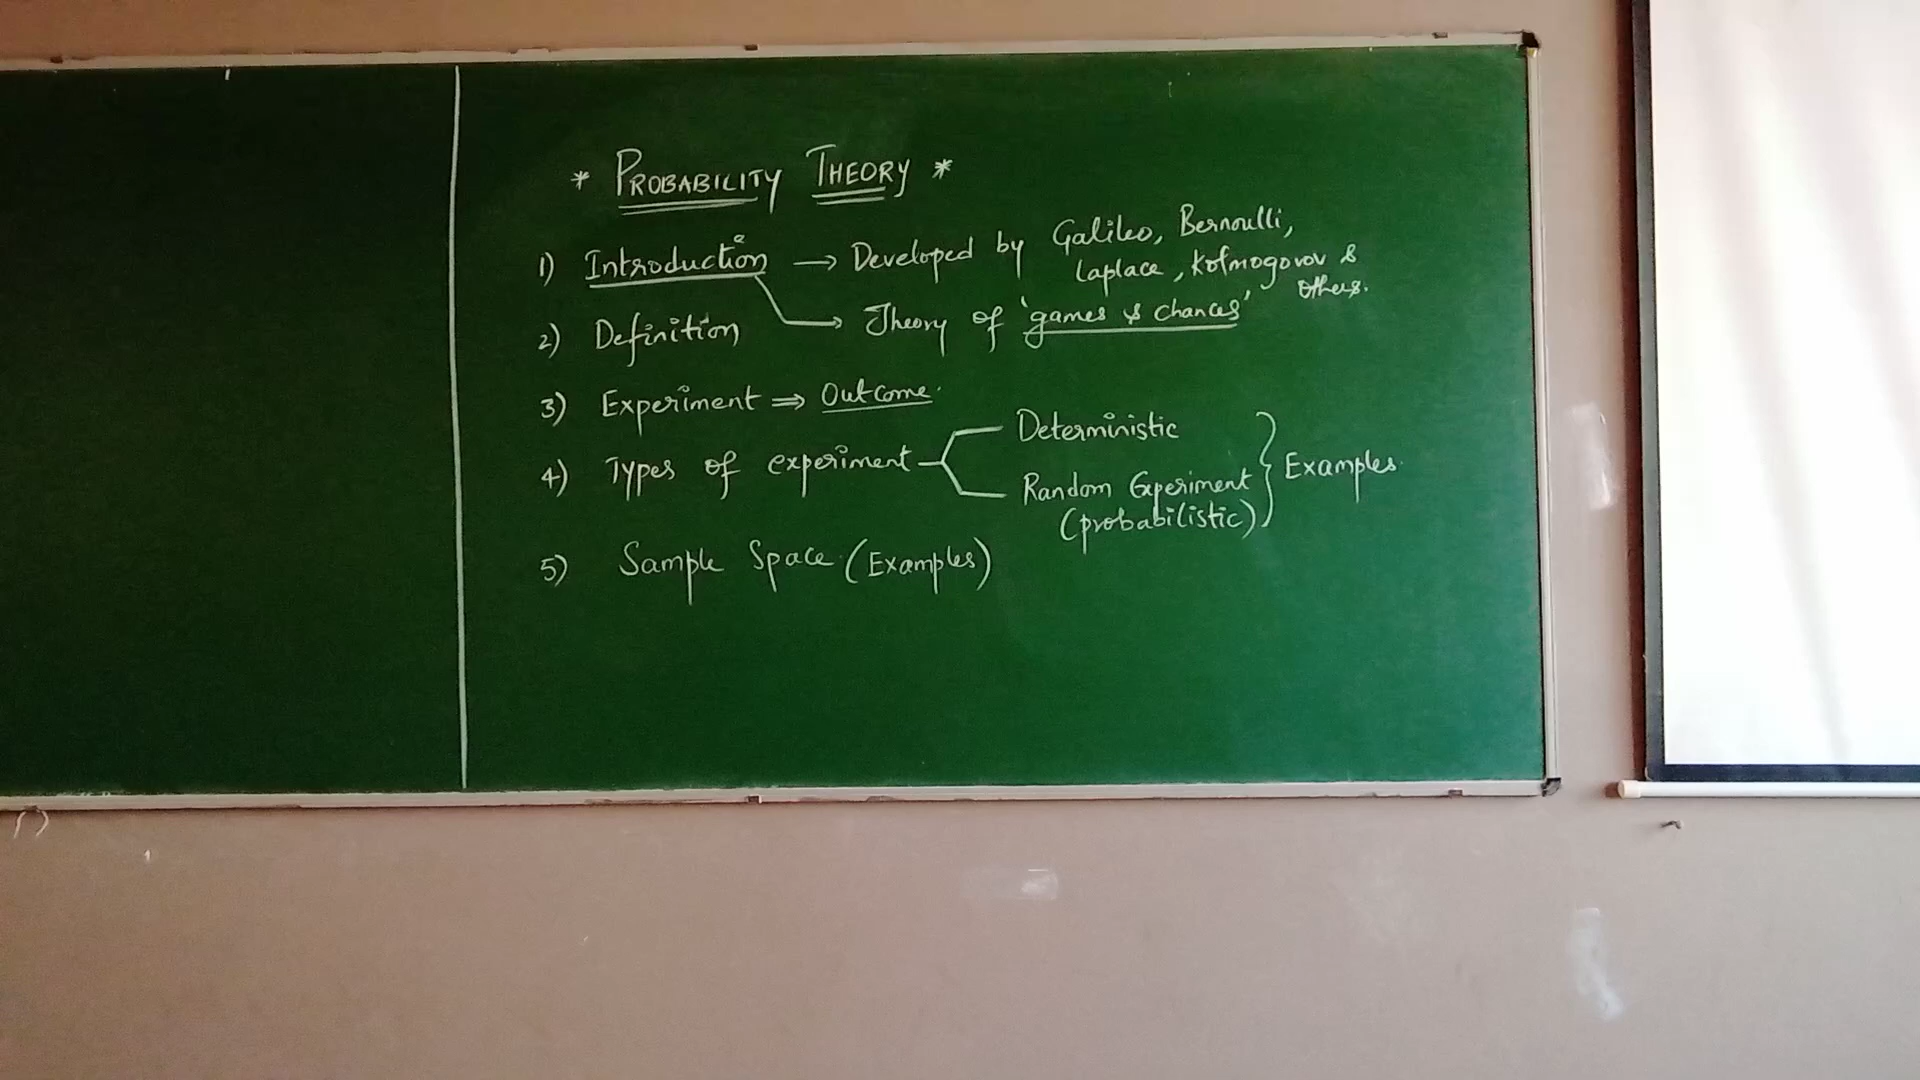 * PROBABILITY THEORY *
1) Introduction → Developed by Galileo, Bernoulli,
Laplace, Kolmogorov &
others.
→ Theory of 'games & chances'
2) Definition
3) Experiment ⇒ Outcome.
4) Types of experiment
Deterministic
Random Experiment
(probabilistic)
} Examples.
5) Sample Space (Examples)